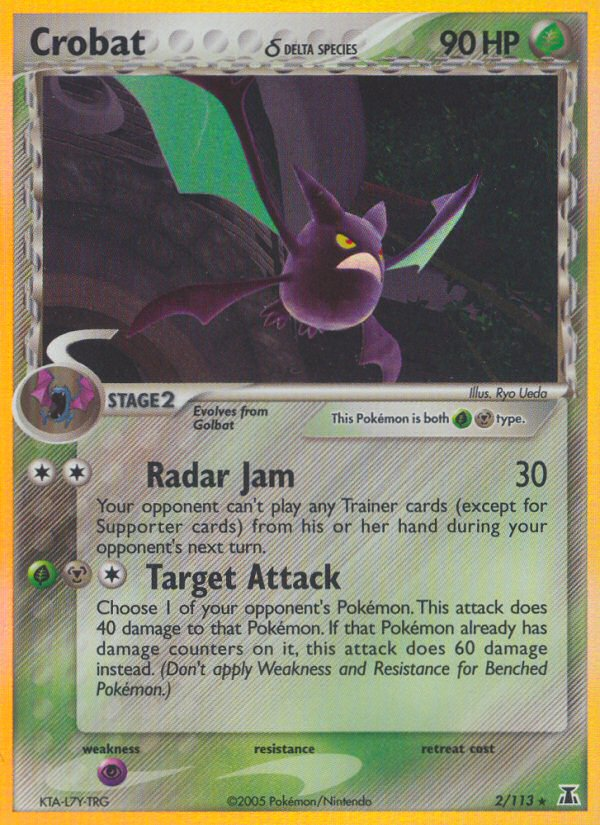 Crobat δ DELTA SPECIES 90 HP
Illus. Ryo Ueda
STAGE2
Evolves from
Golbat
This Pokémon is both type.
Radar Jam 30
Your opponent can't play any Trainer cards (except for
Supporter cards) from his or her hand during your
opponent's next turn.
Target Attack
Choose 1 of your opponent's Pokémon. This attack does
40 damage to that Pokémon. If that Pokémon already has
damage counters on it, this attack does 60 damage
instead. (Don't apply Weakness and Resistance for Benched
Pokémon.)
weakness resistance retreat cost
KTA-L7Y-TRG ©2005 Pokémon/Nintendo 2/113 ★